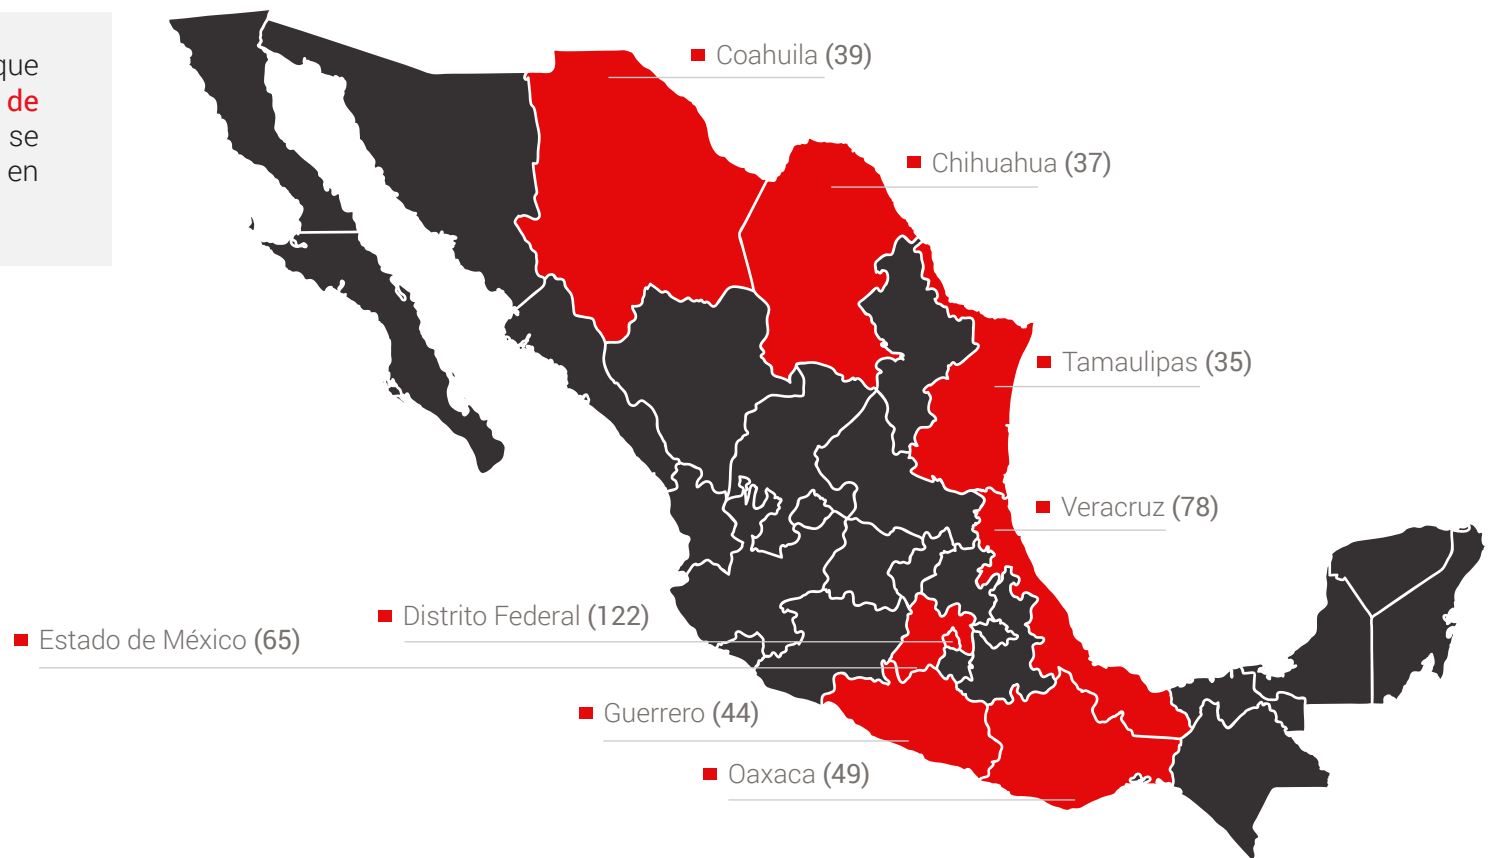 que
de
se
en
Coahuila (39)
Chihuahua (37)
Tamaulipas (35)
Veracruz (78)
Distrito Federal (122)
Estado de México (65)
Guerrero (44)
Oaxaca (49)